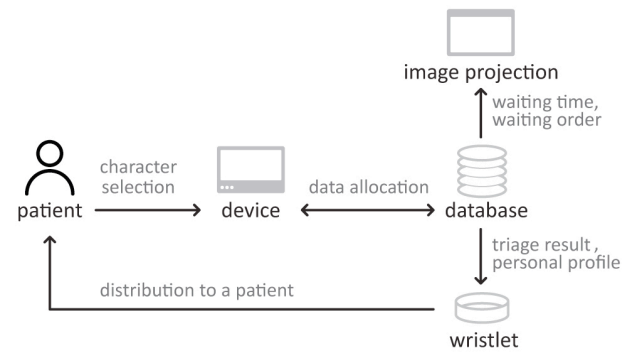 image projection
waiting time,
waiting order
character
selection
data allocation
patient
device
database
triage result,
personal profile
distribution to a patient
wristlet